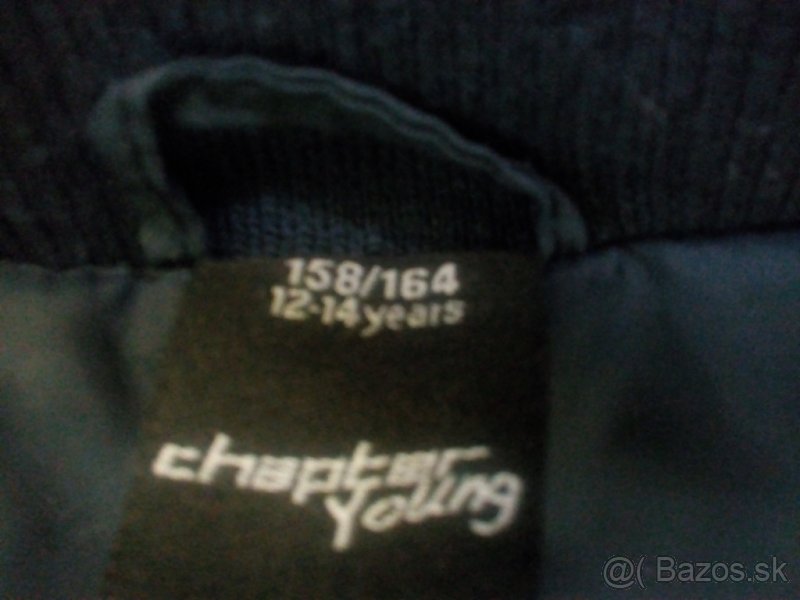 158/164
12-14 years
chapter
young
@( Bazos.sk